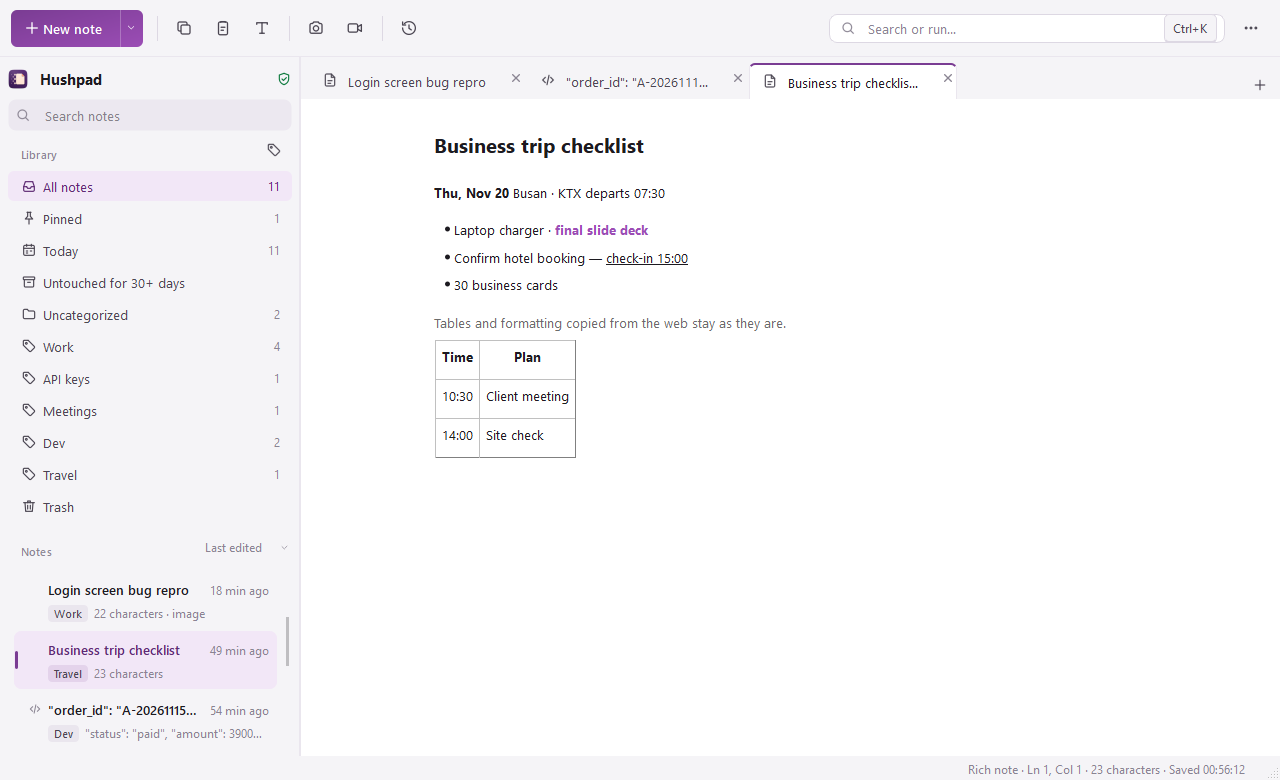 New note
Search or run...
Ctrl+K
Hushpad
Search notes
Library
All notes 11
Pinned 1
Today 11
Untouched for 30+ days
Uncategorized 2
Work 4
API keys 1
Meetings 1
Dev 2
Travel 1
Trash
Notes Last edited
Login screen bug repro 18 min ago
Work 22 characters · image
Business trip checklist 49 min ago
Travel 23 characters
"order_id": "A-20261115... 54 min ago
Dev "status": "paid", "amount": 3900...
Login screen bug repro
"order_id": "A-2026111...
Business trip checklis...
Business trip checklist
Thu, Nov 20 Busan · KTX departs 07:30
• Laptop charger · final slide deck
• Confirm hotel booking — check-in 15:00
• 30 business cards
Tables and formatting copied from the web stay as they are.
Time Plan
10:30 Client meeting
14:00 Site check
Rich note · Ln 1, Col 1 · 23 characters · Saved 00:56:12